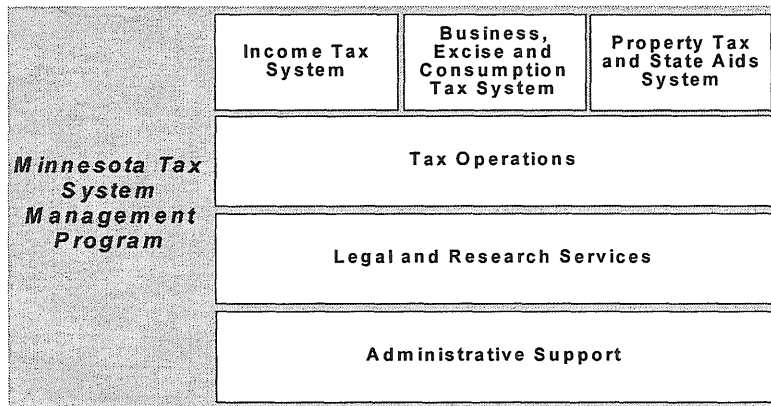 Income Tax
System
Business,
Excise and
Consumption
Tax System
Property Tax
and State Aids
System
Minnesota Tax
System
Management
Program
Tax Operations
Legal and Research Services
Administrative Support